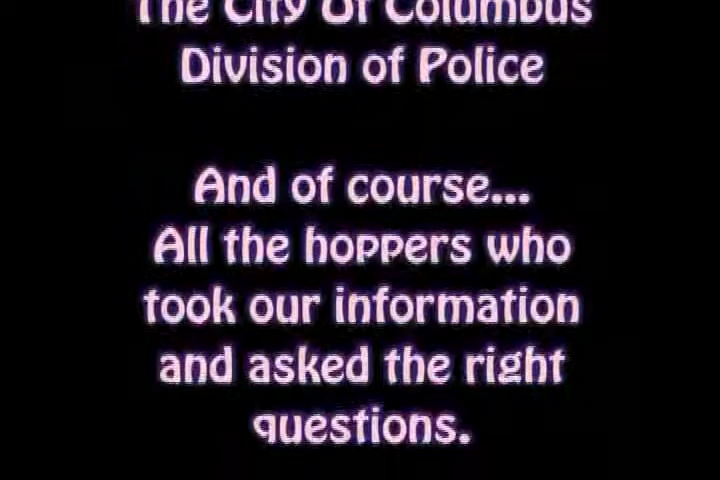 The City Of Columbus
Division of Police
And of course...
All the hoppers who
took our information
and asked the right
questions.